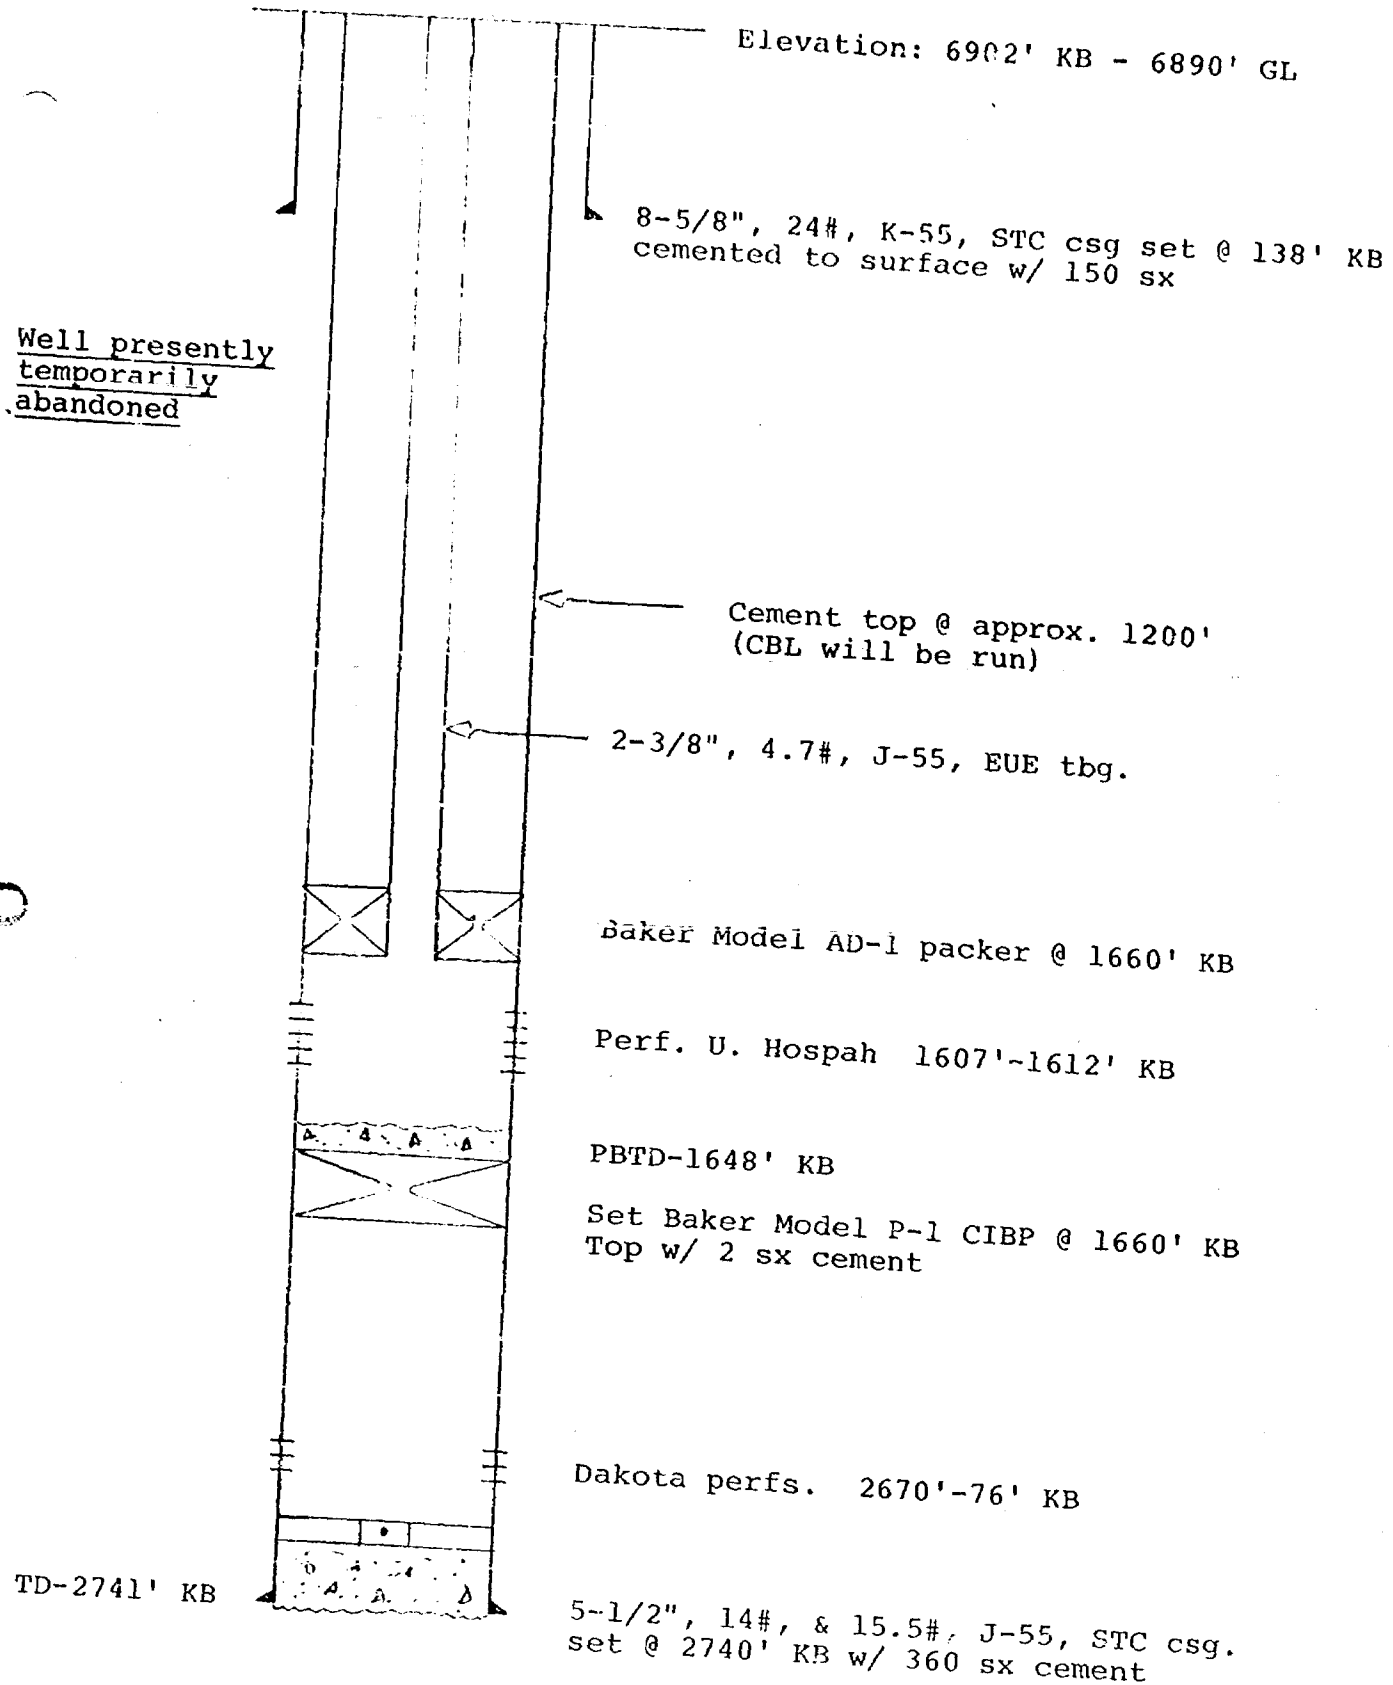 Elevation: 6902' KB - 6890' GL
8-5/8", 24#, K-55, STC csg set @ 138' KB
cemented to surface w/ 150 sx
Well presently
temporarily
abandoned
Cement top @ approx. 1200'
(CBL will be run)
2-3/8", 4.7#, J-55, EUE tbg.
Baker Model AD-1 packer @ 1660' KB
Perf. U. Hospah 1607'-1612' KB
PBTD-1648' KB
Set Baker Model P-1 CIBP @ 1660' KB
Top w/ 2 sx cement
Dakota perfs. 2670'-76' KB
TD-2741' KB
5-1/2", 14#, & 15.5#, J-55, STC csg.
set @ 2740' KB w/ 360 sx cement